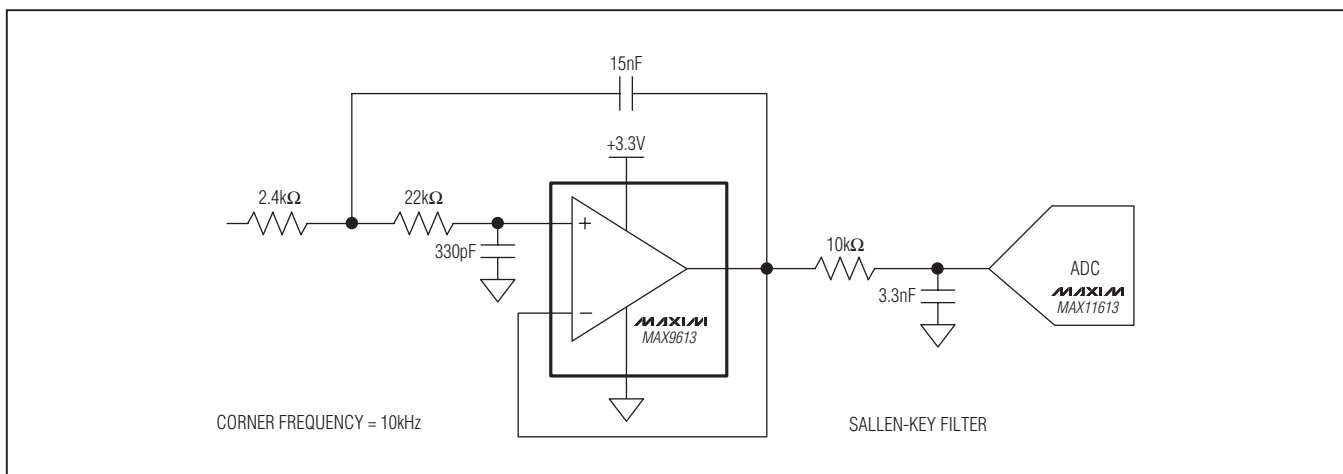 15nF
+3.3V
2.4kΩ
22kΩ
330pF
+
−
MAXIM
MAX9613
10kΩ
3.3nF
ADC
MAXIM
MAX11613
CORNER FREQUENCY = 10kHz
SALLEN-KEY FILTER